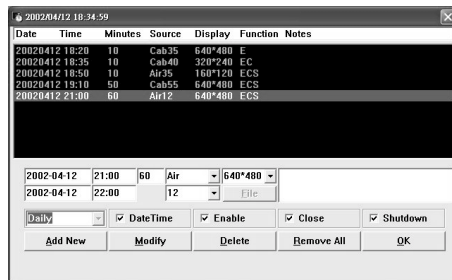 2002/04/12 18:34:59
Date Time Minutes Source Display Function Notes
20020412 18:20 10 Cab35 640*480 E
20020412 18:35 10 Cab40 320*240 EC
20020412 18:50 10 Air35 160*120 ECS
20020412 19:10 50 Cab55 640*480 ECS
20020412 21:00 60 Air12 640*480 ECS
2002-04-12 21:00 60 Air 640*480
2002-04-12 22:00 12 File
Daily DateTime Enable Close Shutdown
Add New Modify Delete Remove All OK